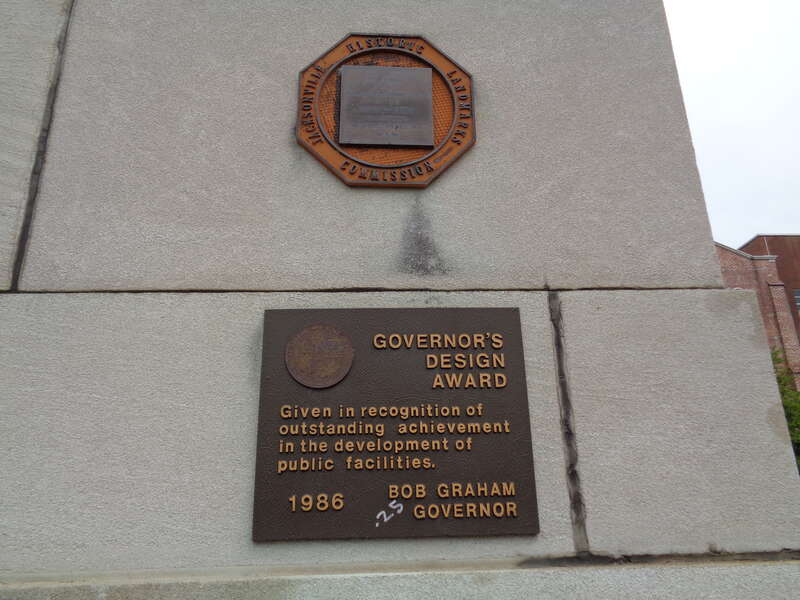 JACKSONVILLE HISTORIC LANDMARKS
COMMISSION
GOVERNOR'S
DESIGN
AWARD
Given in recognition of
outstanding achievement
in the development of
public facilities.
1986
BOB GRAHAM
.25
GOVERNOR